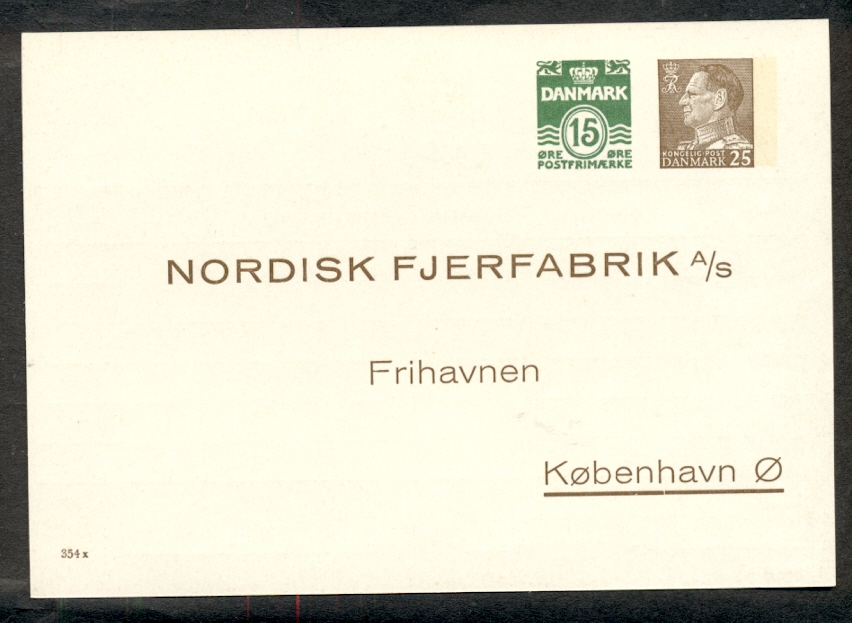 DANMARK
15
ØRE ØRE
POSTFRIMÆRKE
KONGELIG POST
DANMARK 25
NORDISK FJERFABRIK A/S
Frihavnen
København Ø
354x